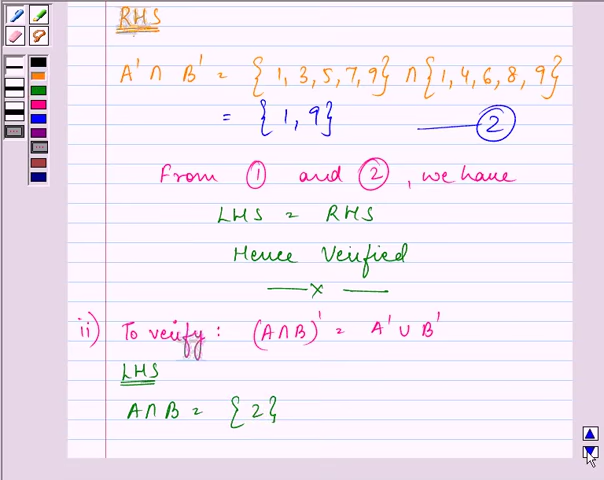 RHS
A' ∩ B' = {1, 3, 5, 7, 9} ∩ {1, 4, 6, 8, 9}
= {1, 9} —— ②
From ① and ②, we have
LHS = RHS
Hence Verified
—— x ——
ii) To verify : (A∩B)' = A' ∪ B'
LHS
A∩B = {2}